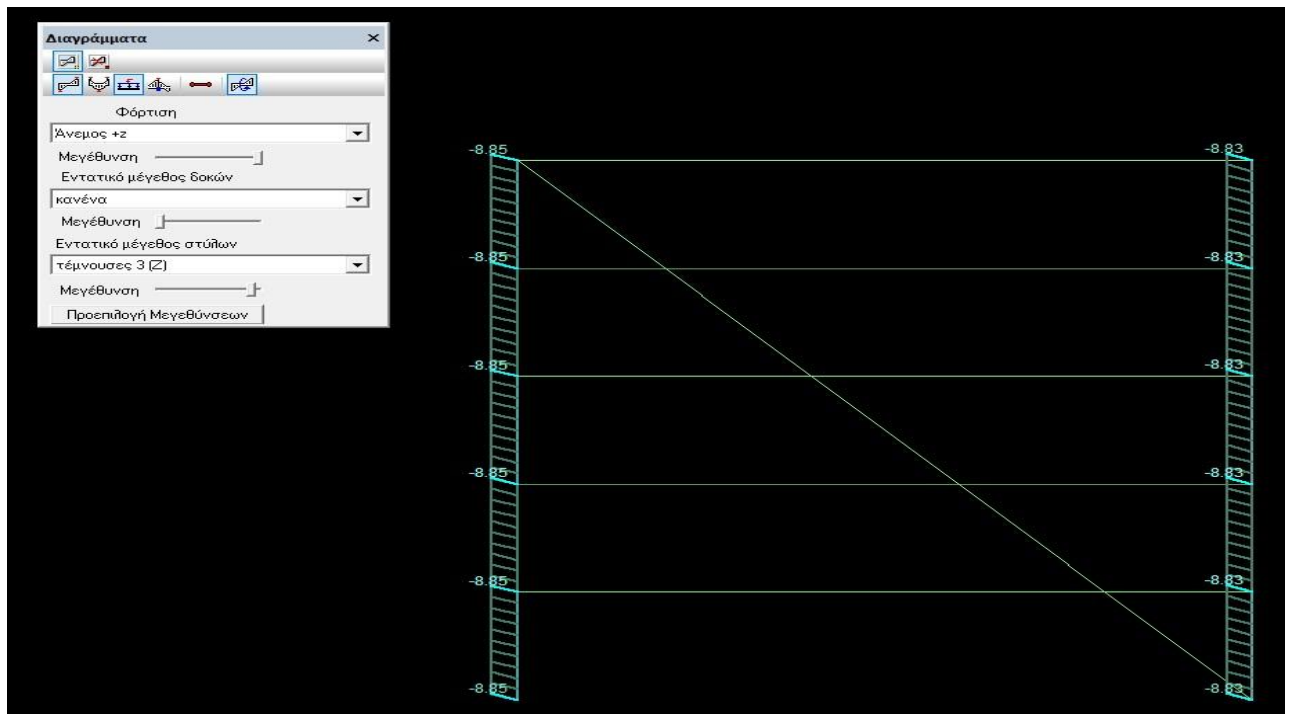 Διαγράμματα
Φόρτιση
Άνεμος +z
Μεγέθυνση
Εντατικό μέγεθος δοκών
κανένα
Μεγέθυνση
Εντατικό μέγεθος στύλων
τέμνουσες 3 (Z)
Μεγέθυνση
Προεπιλογή Μεγεθύνσεων
-8.85 -8.83
-8.85 -8.83
-8.85 -8.83
-8.85 -8.83
-8.85 -8.83
-8.85 -8.83